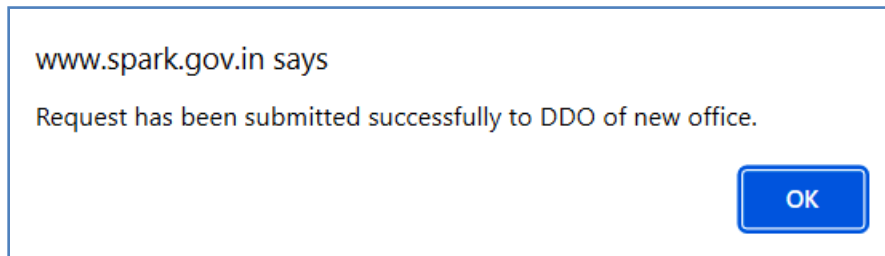 www.spark.gov.in says
Request has been submitted successfully to DDO of new office.
OK